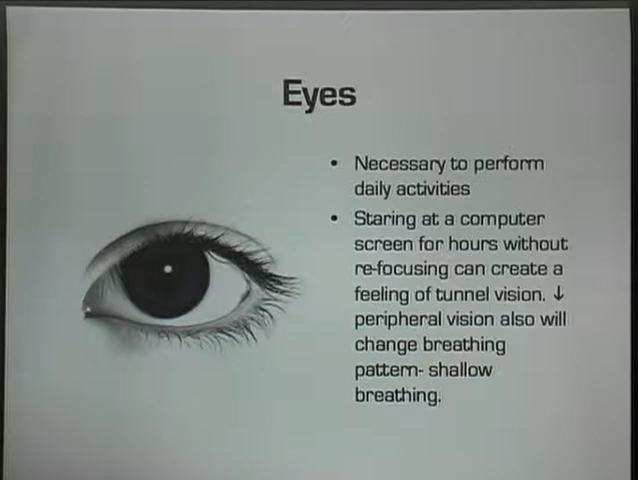 Eyes
• Necessary to perform
daily activities
• Staring at a computer
screen for hours without
re-focusing can create a
feeling of tunnel vision. ↓
peripheral vision also will
change breathing
pattern- shallow
breathing.